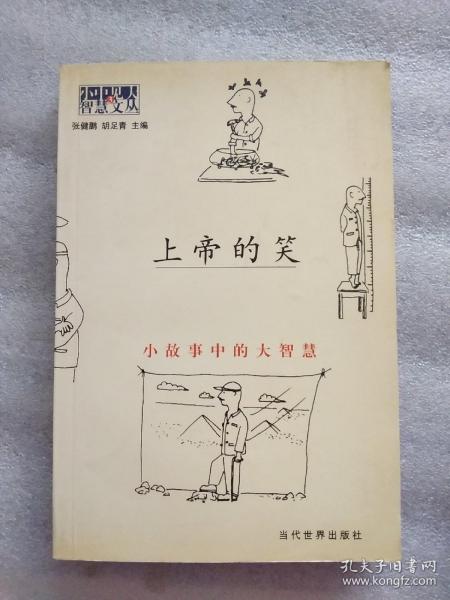 智慧文丛
张健鹏 胡足青 主编
上帝的笑
小故事中的大智慧
当代世界出版社
孔夫子旧书网
www.kongfz.com